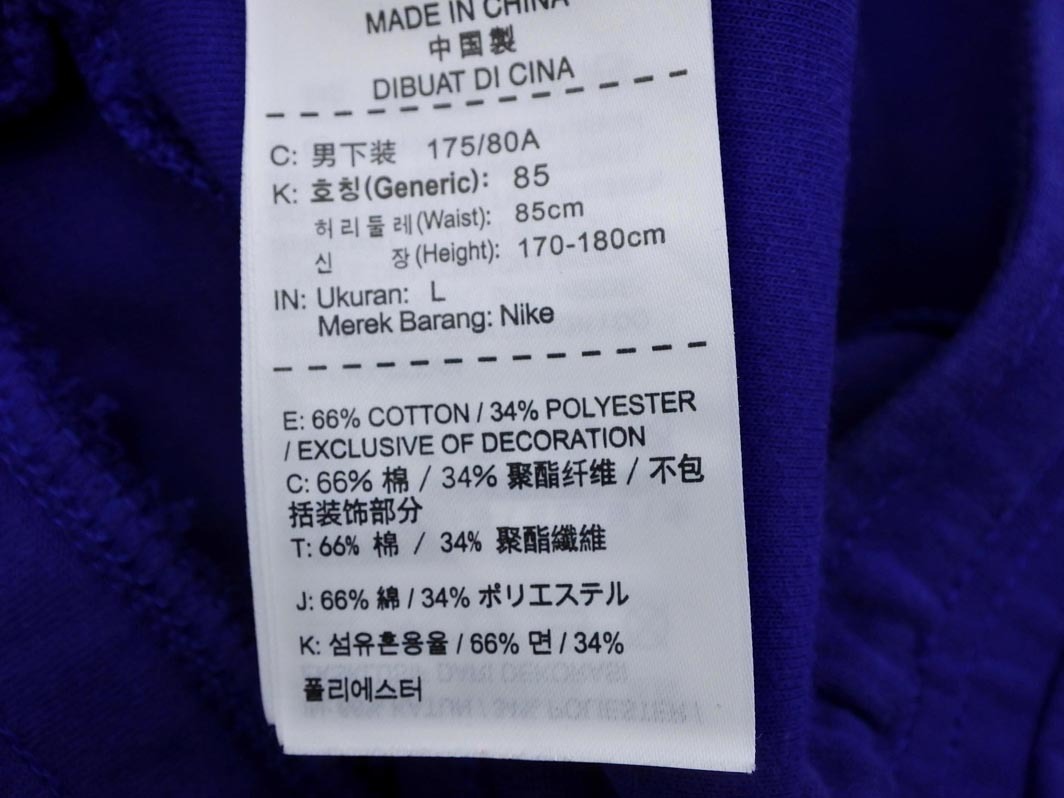 MADE IN CHINA
中国製
DIBUAT DI CINA
C: 男下装 175/80A
K: 호칭(Generic): 85
허리둘레(Waist): 85cm
신 장(Height): 170-180cm
IN: Ukuran: L
Merek Barang: Nike
E: 66% COTTON / 34% POLYESTER
/ EXCLUSIVE OF DECORATION
C: 66% 棉 / 34% 聚酯纤维 / 不包
括装饰部分
T: 66% 棉 / 34% 聚酯纖維
J: 66% 綿 / 34% ポリエステル
K: 섬유혼용율 / 66% 면 / 34%
폴리에스터